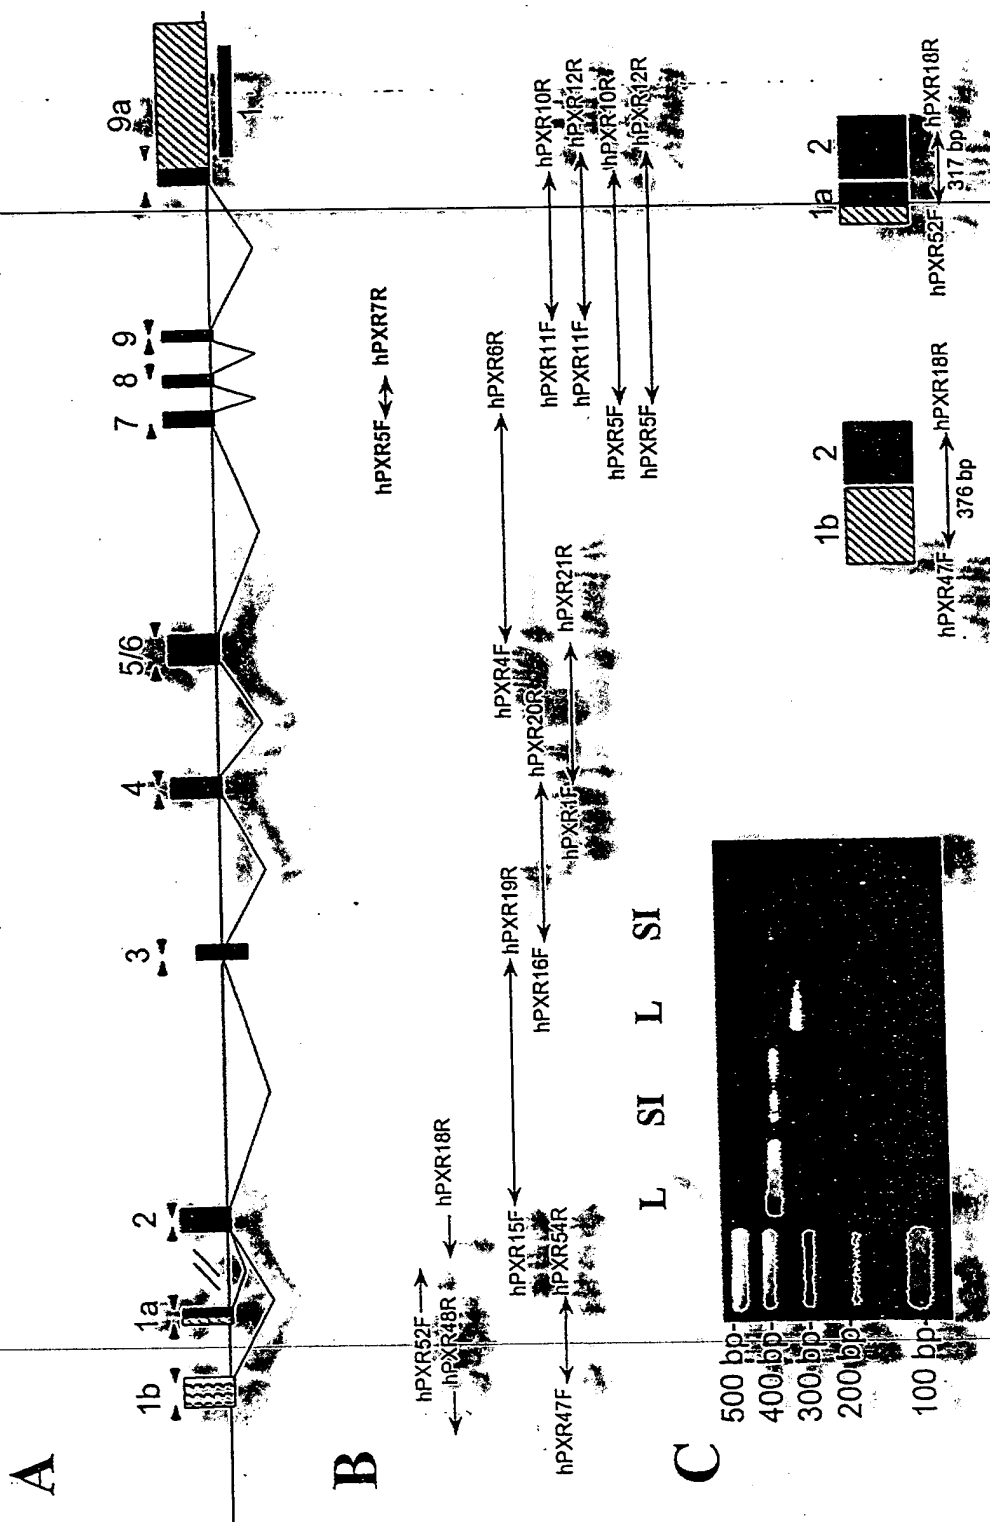 A
1b
1a
2
3
4
5/6
7
8
9
9a
1
B
hPXR5F
hPXR7R
hPXR52F
hPXR48R
hPXR18R
hPXR4F
hPXR6R
hPXR15F
hPXR19R
hPXR16F
hPXR20R
hPXR47F
hPXR54R
hPXR1F
hPXR21R
hPXR11F
hPXR10R
hPXR11F
hPXR12R
hPXR5F
hPXR10R
hPXR5F
hPXR12R
C
L SI L SI
500 bp-
400 bp-
300 bp-
200 bp-
100 bp-
1b 2
hPXR47F
hPXR18R
376 bp
1a 2
hPXR52F
hPXR18R
317 bp